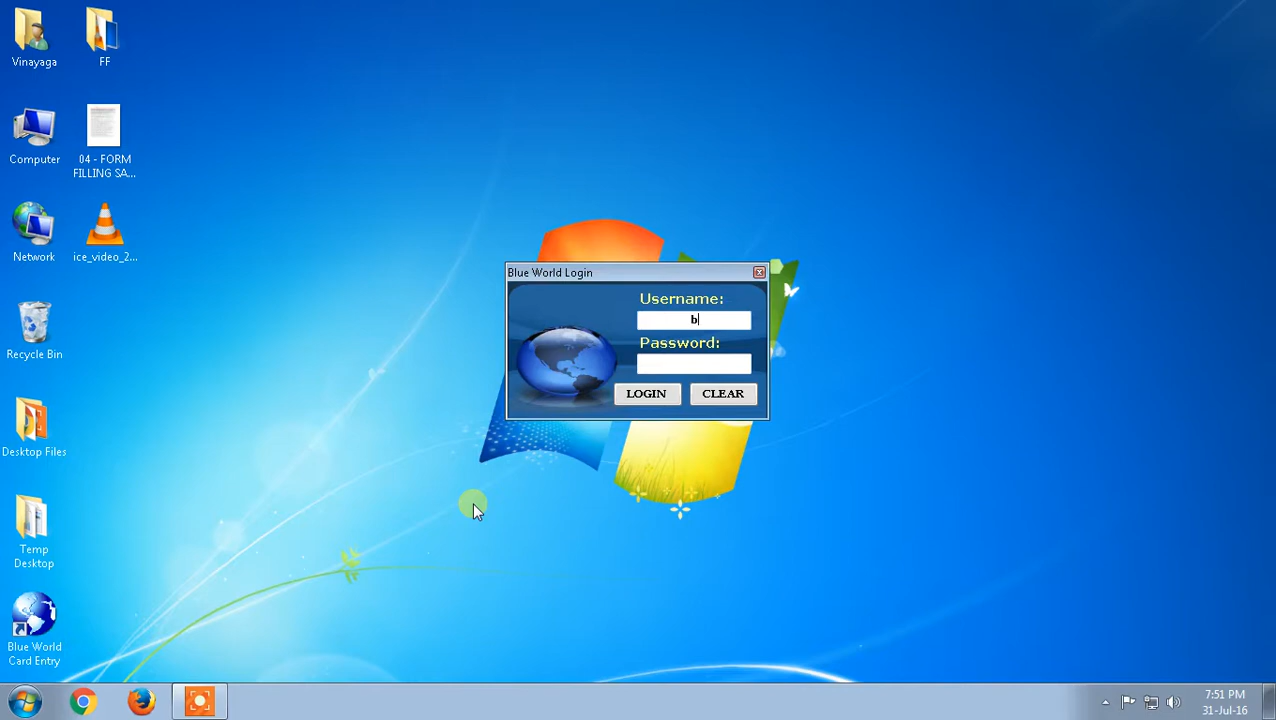 Vinayaga
FF
Computer
04 - FORM
FILLING SA...
Network
ice_video_2...
Recycle Bin
Desktop Files
Temp
Desktop
Blue World
Card Entry
Blue World Login
Username:
b
Password:
LOGIN
CLEAR
7:51 PM
31-Jul-16